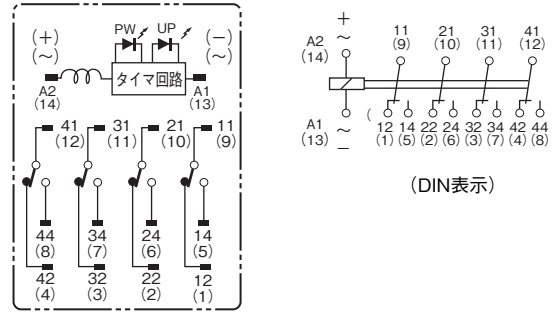 PW UP
(+) (−)
(~) (~)
タイマ回路
A2 A1
(14) (13)
41 31 21 11
(12) (11) (10) (9)
44 34 24 14
(8) (7) (6) (5)
42 32 22 12
(4) (3) (2) (1)
+
~
A2
(14)
11 21 31 41
(9) (10) (11) (12)
A1
(13)
~
−
(
12 14 22 24 32 34 42 44
(1) (5) (2) (6) (3) (7) (4) (8)
(DIN表示)